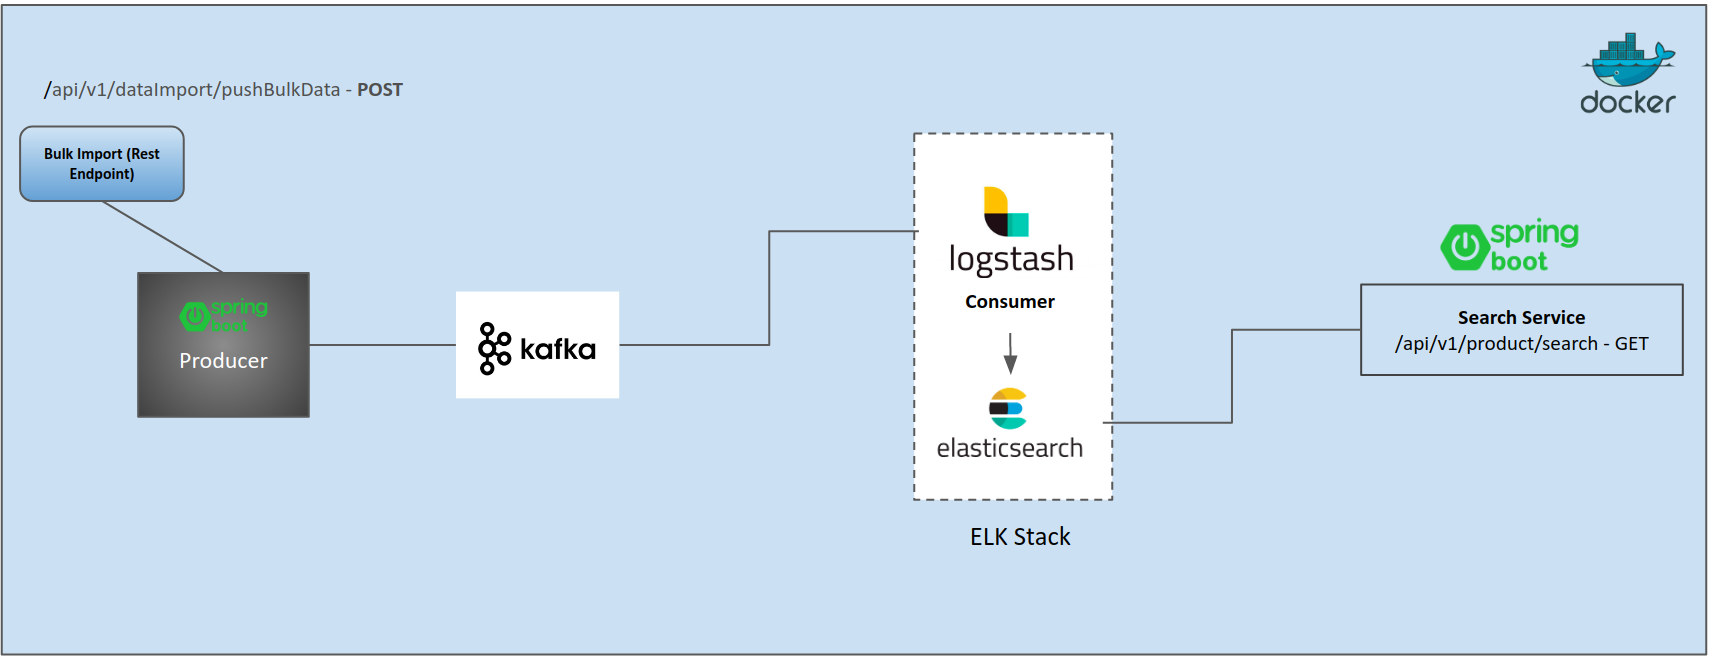 /api/v1/dataImport/pushBulkData - POST
docker
Bulk Import (Rest
Endpoint)
spring
boot
Producer
kafka
logstash
Consumer
elasticsearch
ELK Stack
spring
boot
Search Service
/api/v1/product/search - GET